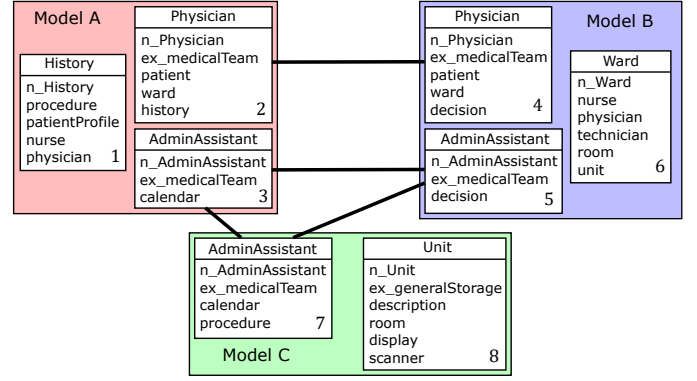 Model A
History
n_History
procedure
patientProfile
nurse
physician 1
Physician
n_Physician
ex_medicalTeam
patient
ward
history 2
AdminAssistant
n_AdminAssistant
ex_medicalTeam
calendar 3
Model B
Physician
n_Physician
ex_medicalTeam
patient
ward
decision 4
AdminAssistant
n_AdminAssistant
ex_medicalTeam
decision 5
Ward
n_Ward
nurse
physician
technician
room
unit 6
AdminAssistant
n_AdminAssistant
ex_medicalTeam
calendar
procedure 7
Unit
n_Unit
ex_generalStorage
description
room
display
scanner 8
Model C